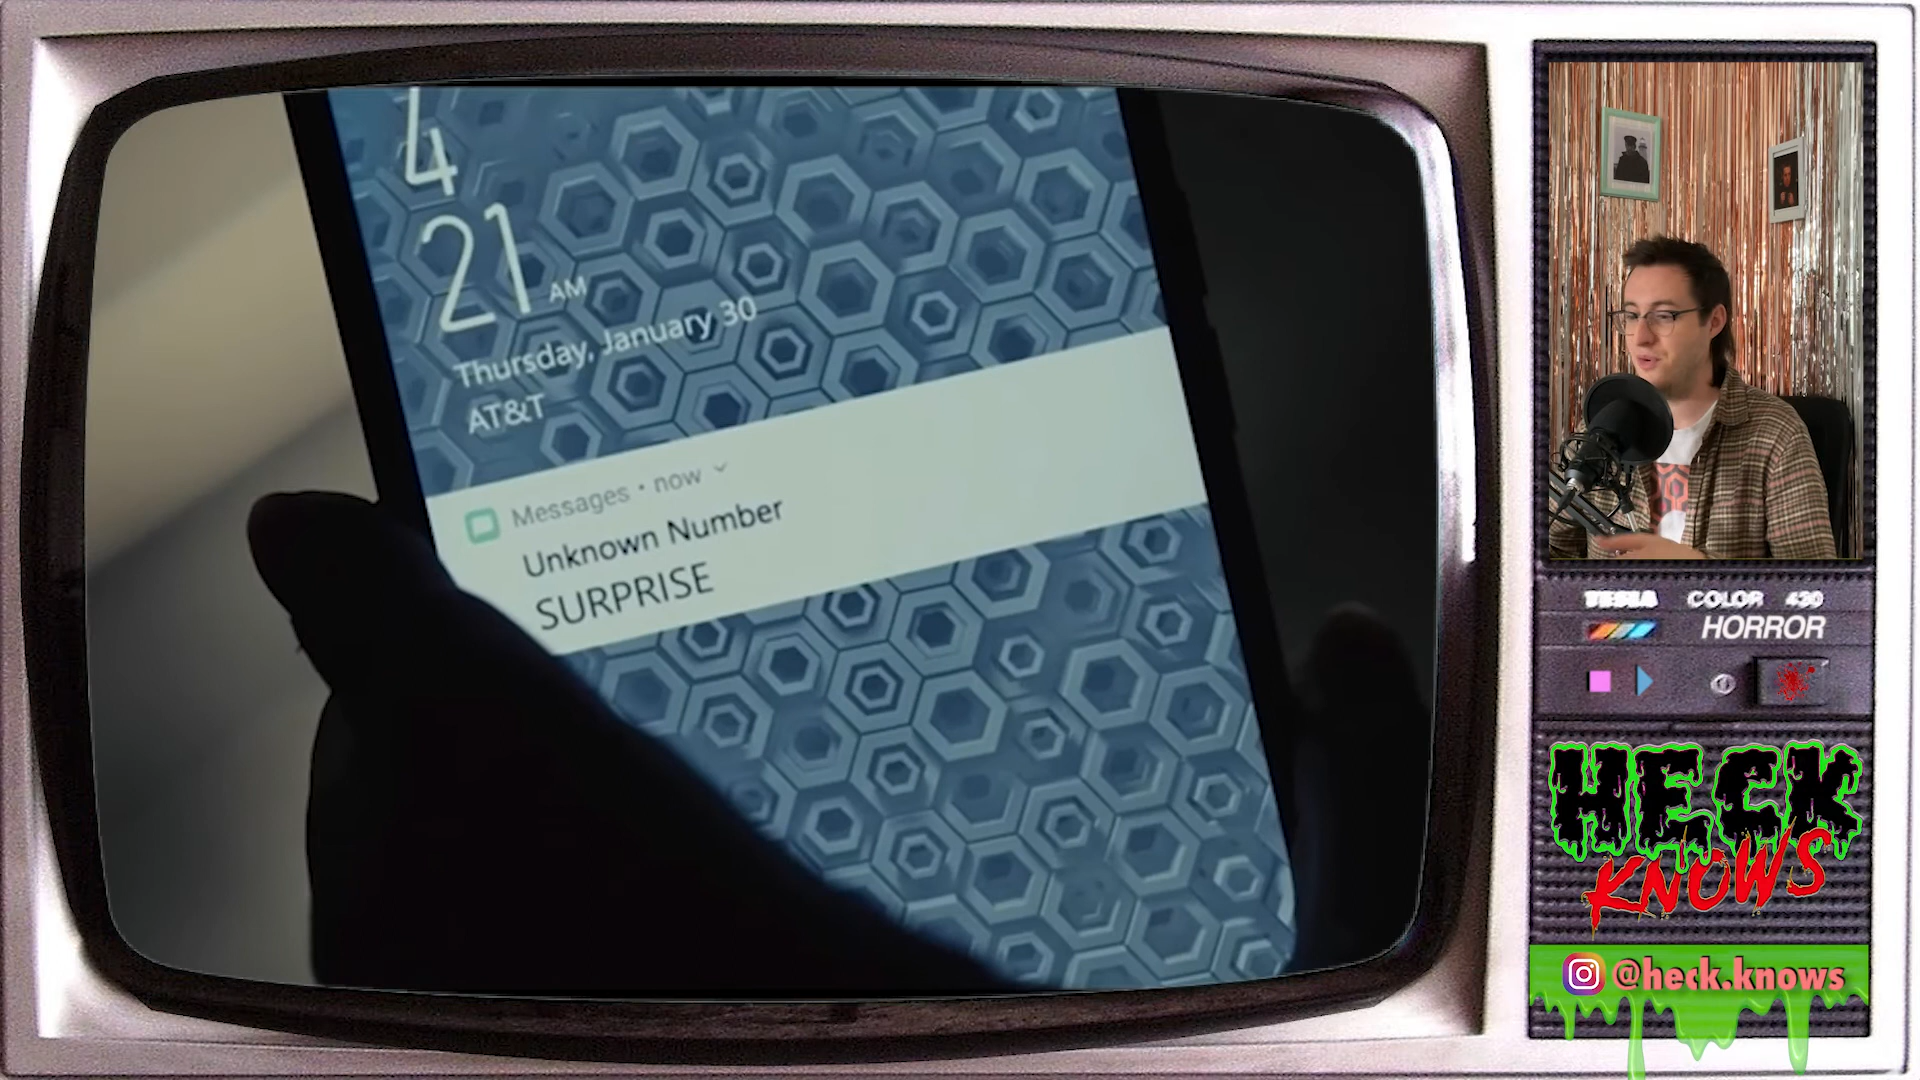 4
21 AM
Thursday, January 30
AT&T
Messages • now
Unknown Number
SURPRISE
TESLA COLOR 430
HORROR
HECK
KNOWS
@heck.knows